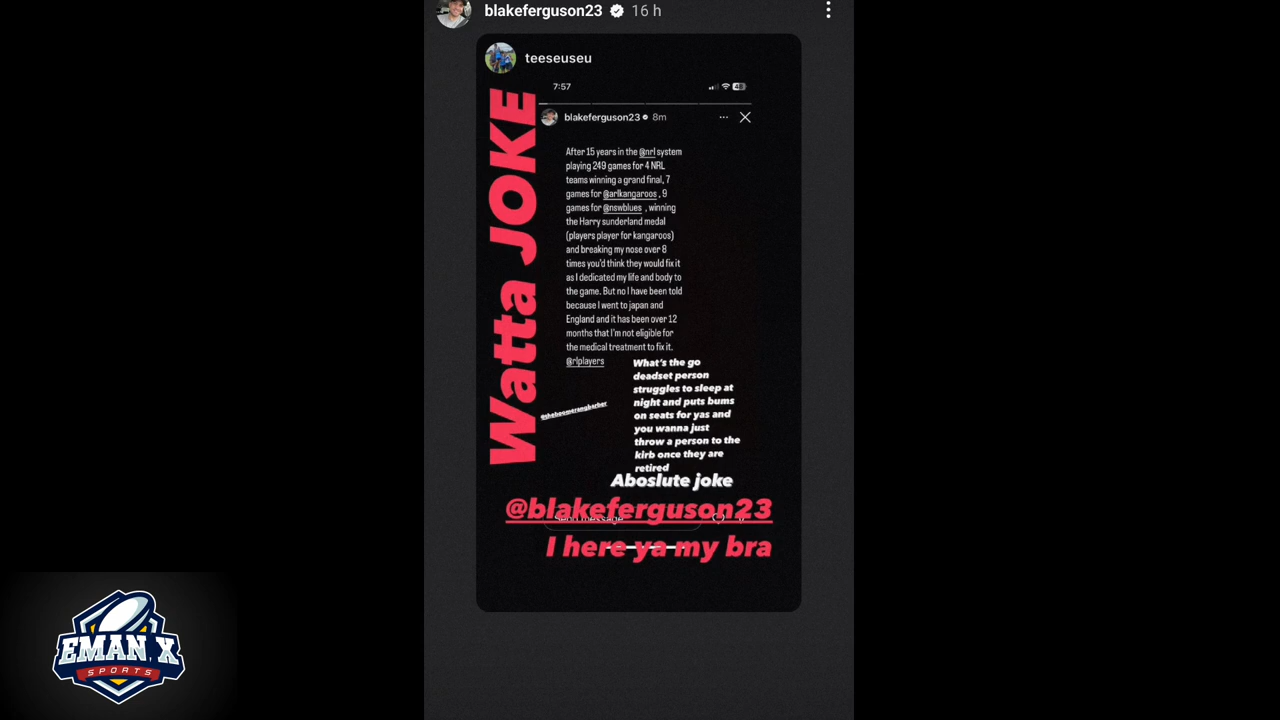 blakeferguson23 16 h
teeseuseu
7:57
blakeferguson23 8m
Watta JOKE
After 15 years in the @nrl system
playing 249 games for 4 NRL
teams winning a grand final, 7
games for @arlkangaroos , 9
games for @nswblues , winning
the Harry sunderland medal
(players player for kangaroos)
and breaking my nose over 8
times you'd think they would fix it
as I dedicated my life and body to
the game. But no I have been told
because I went to japan and
England and it has been over 12
months that I'm not eligible for
the medical treatment to fix it.
@rlplayers
What's the go
deadset person
struggles to sleep at
night and puts bums
on seats for yas and
you wanna just
throw a person to the
kirb once they are
retired
Aboslute joke
@blakeferguson23
Send message
I here ya my bra
EMAN.X
SPORTS